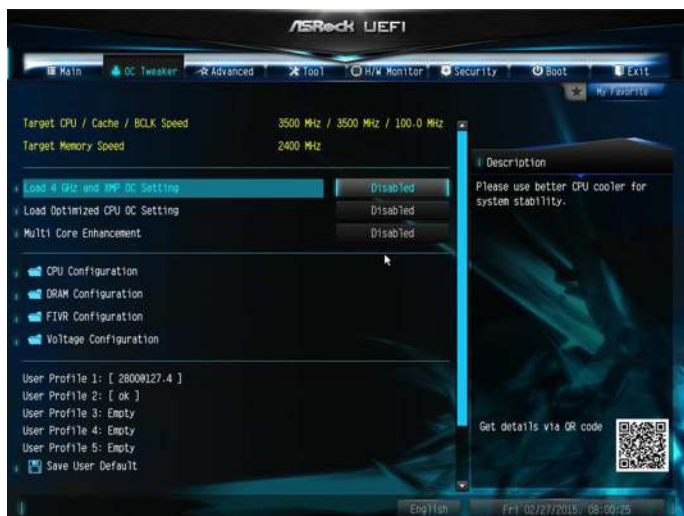 ASRock UEFI
Main OC Tweaker Advanced Tool H/W Monitor Security Boot Exit
My Favorite
Target CPU / Cache / BCLK Speed 3500 MHz / 3500 MHz / 100.0 MHz
Target Memory Speed 2400 MHz
Description
Load 4 GHz and XMP OC Setting Disabled
Please use better CPU cooler for
system stability.
Load Optimized CPU OC Setting Disabled
Multi Core Enhancement Disabled
CPU Configuration
DRAM Configuration
FIVR Configuration
Voltage Configuration
User Profile 1: [ 2800@127.4 ]
User Profile 2: [ ok ]
User Profile 3: Empty
User Profile 4: Empty
User Profile 5: Empty
Save User Default
Get details via QR code
English
Fri 02/27/2015. 08:00:25